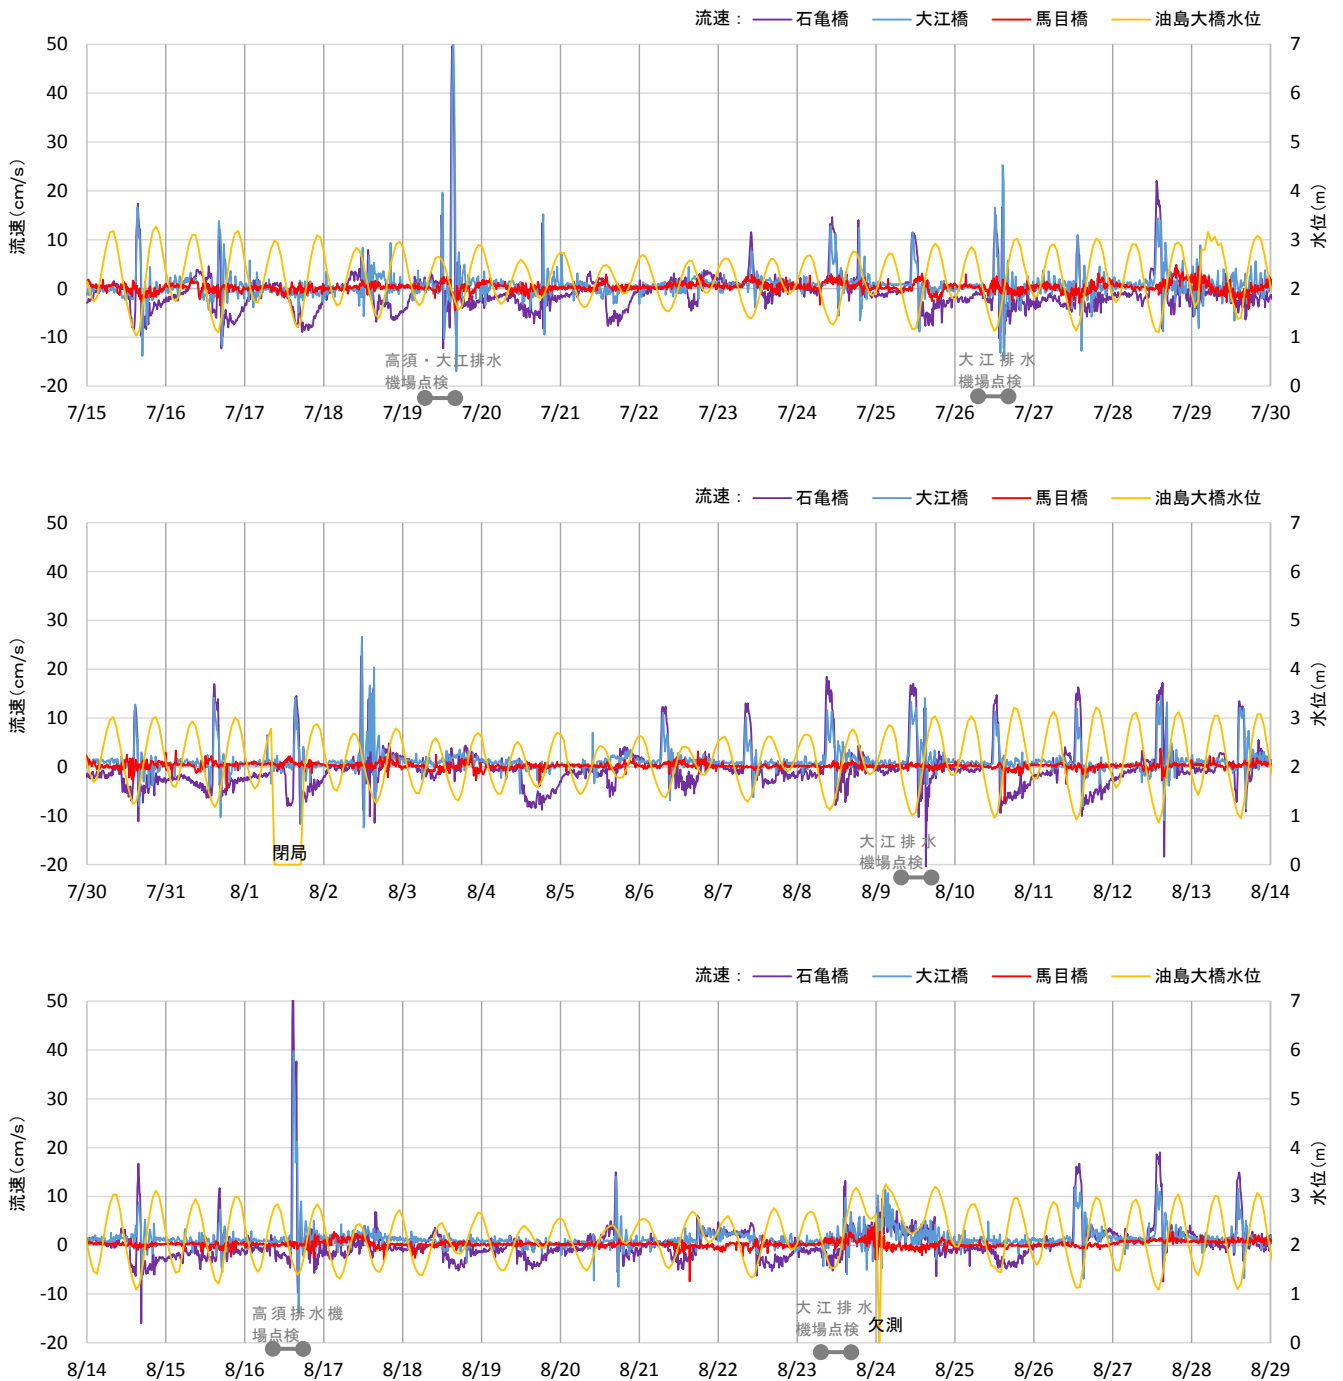 流速： 石亀橋 大江橋 馬目橋 油島大橋水位
50 7
40 6
30 5
20 4
10 3
0 2
-10 1
-20 0
流速(cm/s)
水位(m)
高須・大江排水
機場点検
大江排水
機場点検
7/15 7/16 7/17 7/18 7/19 7/20 7/21 7/22 7/23 7/24 7/25 7/26 7/27 7/28 7/29 7/30
流速： 石亀橋 大江橋 馬目橋 油島大橋水位
50 7
40 6
30 5
20 4
10 3
0 2
-10 1
-20 0
流速(cm/s)
水位(m)
閉局
大江排水
機場点検
7/30 7/31 8/1 8/2 8/3 8/4 8/5 8/6 8/7 8/8 8/9 8/10 8/11 8/12 8/13 8/14
流速： 石亀橋 大江橋 馬目橋 油島大橋水位
50 7
40 6
30 5
20 4
10 3
0 2
-10 1
-20 0
流速(cm/s)
水位(m)
高須排水機
場点検
大江排水
機場点検
欠測
8/14 8/15 8/16 8/17 8/18 8/19 8/20 8/21 8/22 8/23 8/24 8/25 8/26 8/27 8/28 8/29